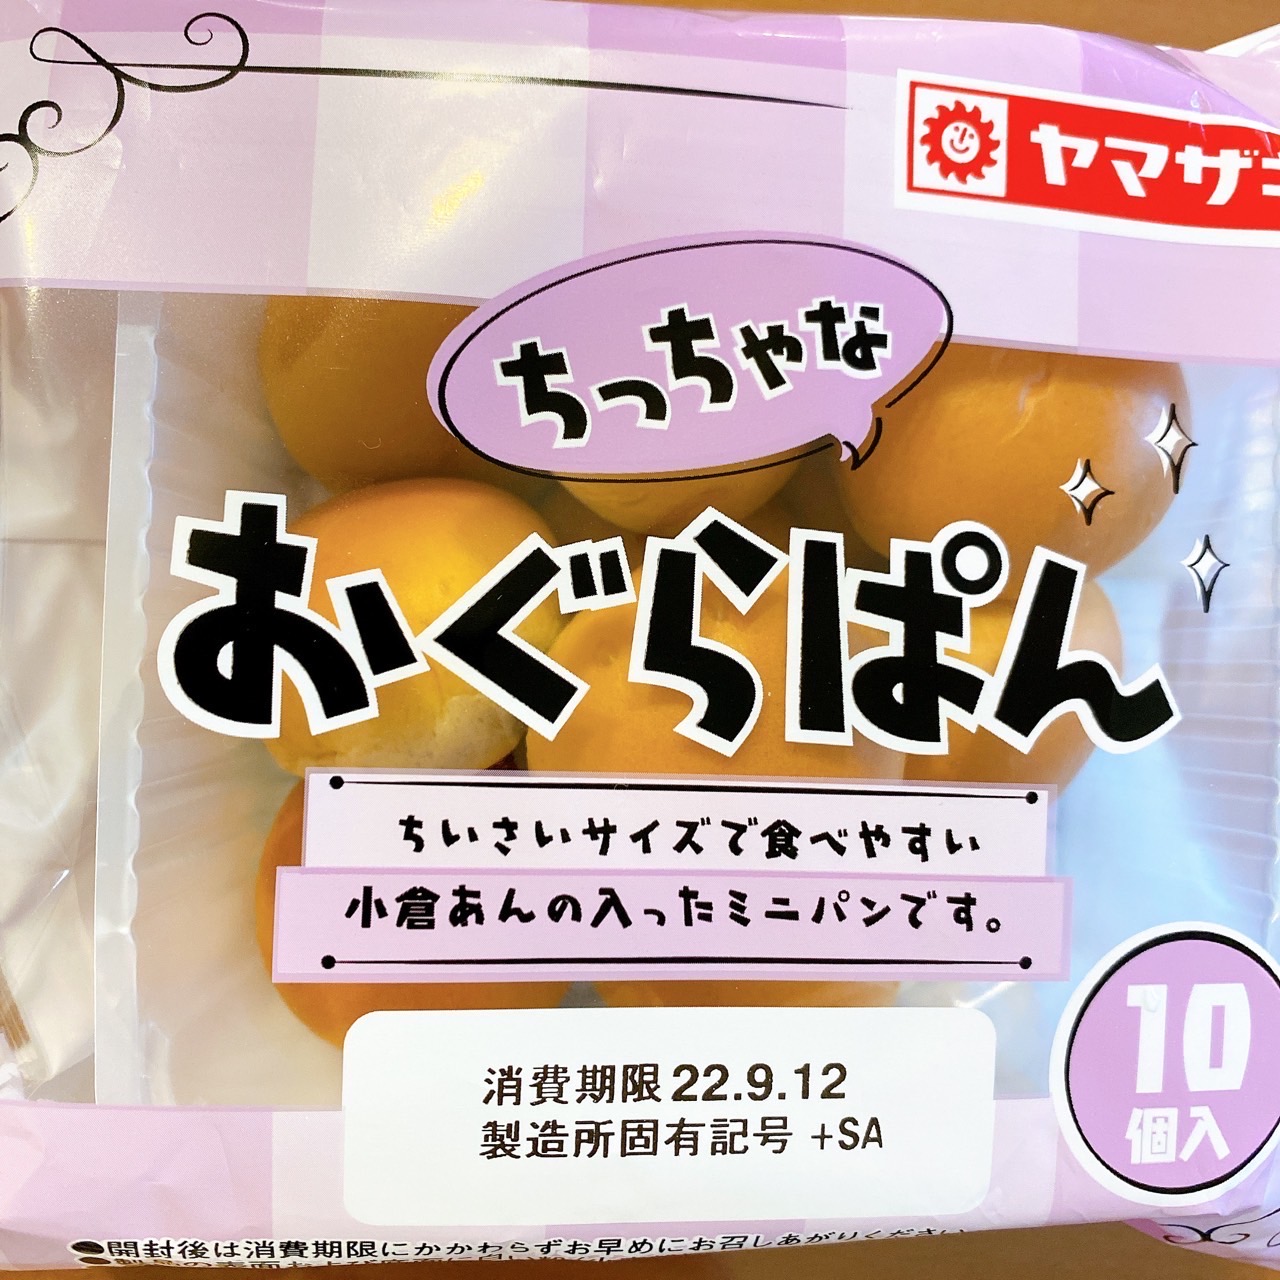 ヤマザキ
ちっちゃな
おぐらぱん
ちいさいサイズで食べやすい
小倉あんの入ったミニパンです。
10
個入
消費期限 22.9.12
製造所固有記号 +SA
●開封後は消費期限にかかわらずお早めにお召しあがりください